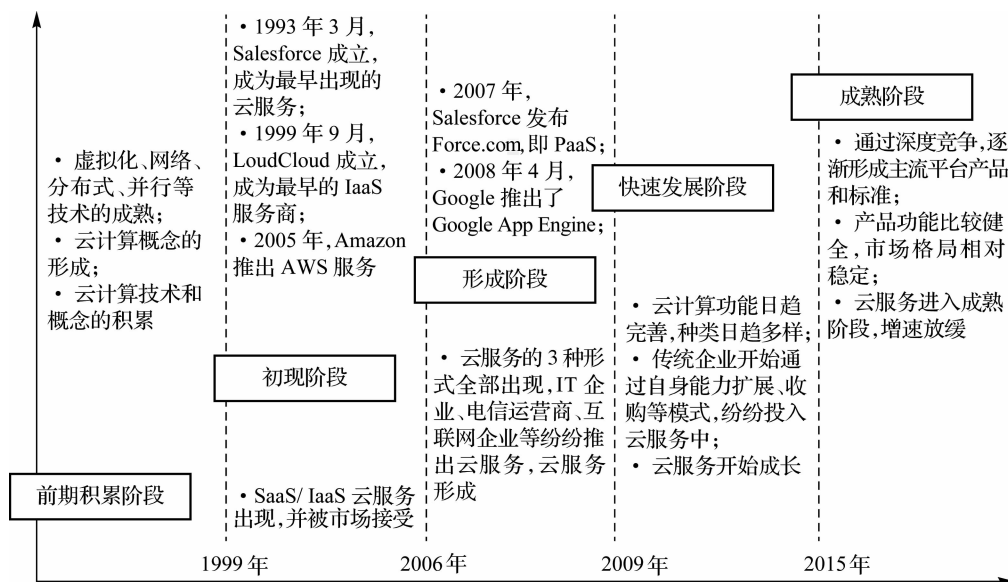 · 虚拟化、网络、
分布式、并行等
技术的成熟；
· 云计算概念的
形成；
· 云计算技术和
概念的积累
前期积累阶段
· 1993 年 3 月，
Salesforce 成立，
成为最早出现的
云服务；
· 1999 年 9 月，
LoudCloud 成立，
成为最早的 IaaS
服务商；
· 2005 年，Amazon
推出 AWS 服务
初现阶段
· SaaS/ IaaS 云服务
出现，并被市场接受
· 2007 年，
Salesforce 发布
Force.com，即 PaaS；
· 2008 年 4 月，
Google 推出了
Google App Engine；
形成阶段
· 云服务的 3 种形
式全部出现，IT 企
业、电信运营商、互
联网企业等纷纷推
出云服务，云服务
形成
快速发展阶段
· 云计算功能日趋
完善，种类日趋多样；
· 传统企业开始通
过自身能力扩展、收
购等模式，纷纷投入
云服务中；
· 云服务开始成长
成熟阶段
· 通过深度竞争，逐
渐形成主流平台产品
和标准；
· 产品功能比较健
全，市场格局相对
稳定；
· 云服务进入成熟
阶段，增速放缓
1999 年
2006 年
2009 年
2015 年